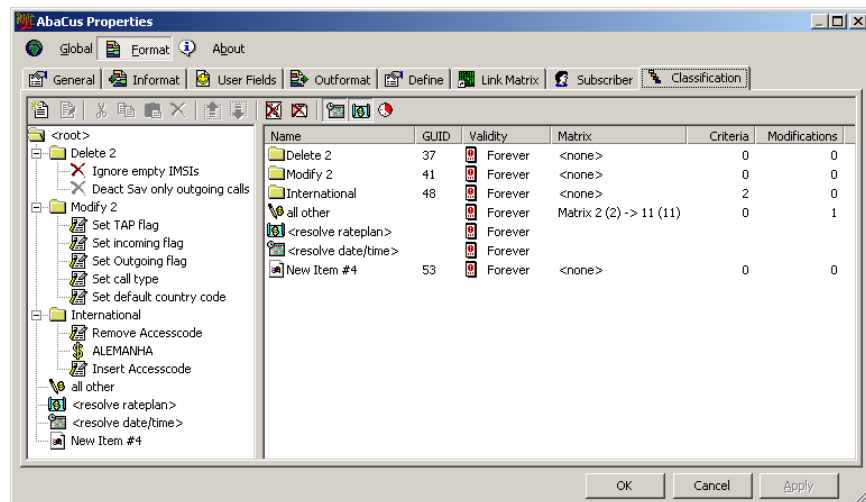 AbaCus Properties
Global Format About
General Informat User Fields Outformat Define Link Matrix Subscriber Classification
<root>
Delete 2
Ignore empty IMSIs
Deact Sav only outgoing calls
Modify 2
Set TAP flag
Set incoming flag
Set Outgoing flag
Set call type
Set default country code
International
Remove Accesscode
ALEMANHA
Insert Accesscode
all other
<resolve rateplan>
<resolve date/time>
New Item #4
Name GUID Validity Matrix Criteria Modifications
Delete 2 37 Forever <none> 0 0
Modify 2 41 Forever <none> 0 0
International 48 Forever <none> 2 0
all other Forever Matrix 2 (2) -> 11 (11) 0 1
<resolve rateplan> Forever
<resolve date/time> Forever
New Item #4 53 Forever <none> 0 0
OK Cancel Apply